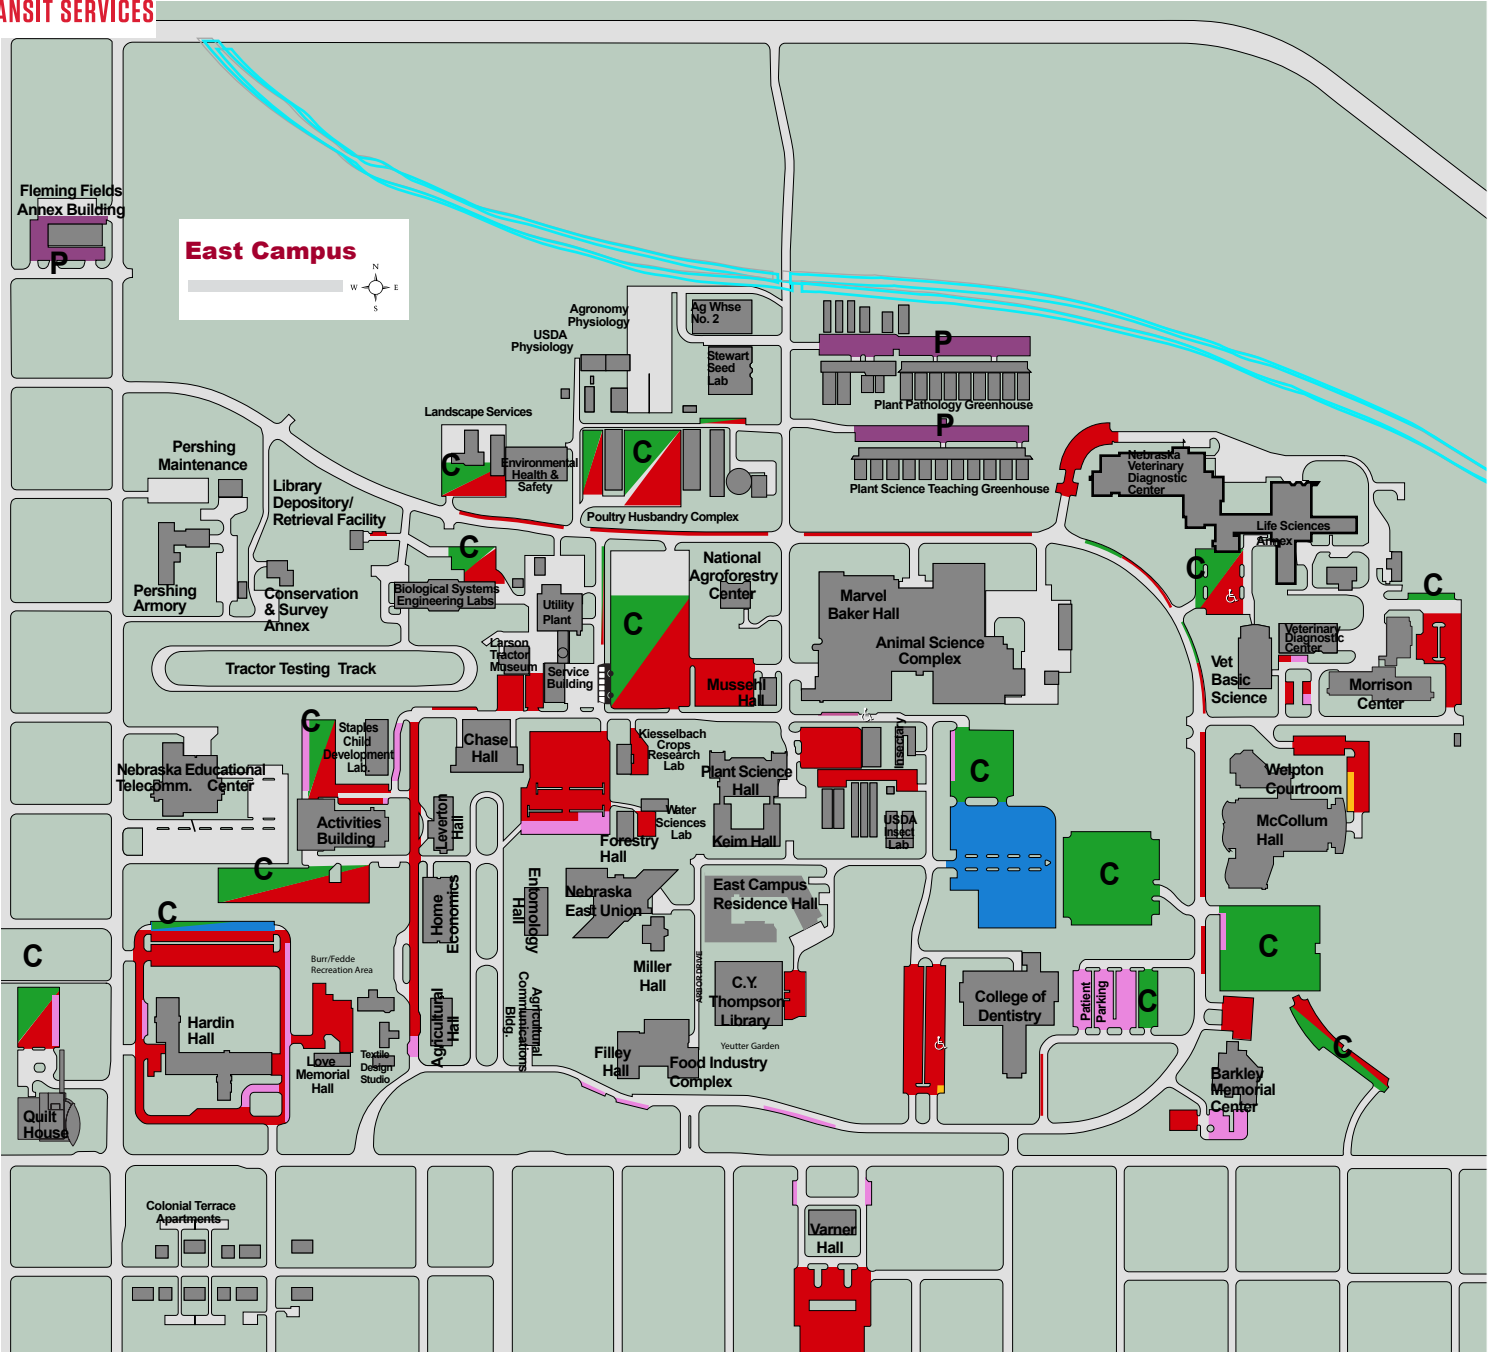 ANSIT SERVICES
Fleming Fields
Annex Building
P
East Campus
N
W
E
S
Agronomy
Physiology
USDA
Physiology
Ag Whse
No. 2
Stewart
Seed
Lab
P
Plant Pathology Greenhouse
P
Plant Science Teaching Greenhouse
Landscape Services
C
Environmental
Health &
Safety
C
Poultry Husbandry Complex
Pershing
Maintenance
Library
Depository/
Retrieval Facility
Pershing
Armory
Conservation
& Survey
Annex
C
Biological Systems
Engineering Labs
Utility
Plant
Larson
Tractor
Museum
Service
Building
Tractor Testing Track
C
National
Agroforestry
Center
Mussehl
Hall
Marvel
Baker Hall
Animal Science
Complex
Nebraska
Veterinary
Diagnostic
Center
Life Sciences
Annex
C
C
Veterinary
Diagnostic
Center
Vet
Basic
Science
Morrison
Center
C
Staples
Child
Development
Lab.
Nebraska Educational
Telecomm. Center
Activities
Building
Chase
Hall
Leverton
Hall
Kiesselbach
Crops
Research
Lab
Water
Sciences
Lab
Forestry
Hall
Plant Science
Hall
Keim Hall
Insectary
USDA
Insect
Lab
C
Welpton
Courtroom
McCollum
Hall
C
C
Home
Economics
Entomology
Hall
Nebraska
East Union
East Campus
Residence Hall
C
C
C
Burr/Fedde
Recreation Area
Miller
Hall
ARBOR DRIVE
C.Y.
Thompson
Library
College of
Dentistry
Patient
Parking
C
Hardin
Hall
Love
Memorial
Hall
Textile
Design
Studio
Agricultural
Hall
Agricultural
Communications
Bldg.
Filley
Hall
Food Industry
Complex
Yeutter Garden
C
Barkley
Memorial
Center
Quilt
House
Colonial Terrace
Apartments
Varner
Hall